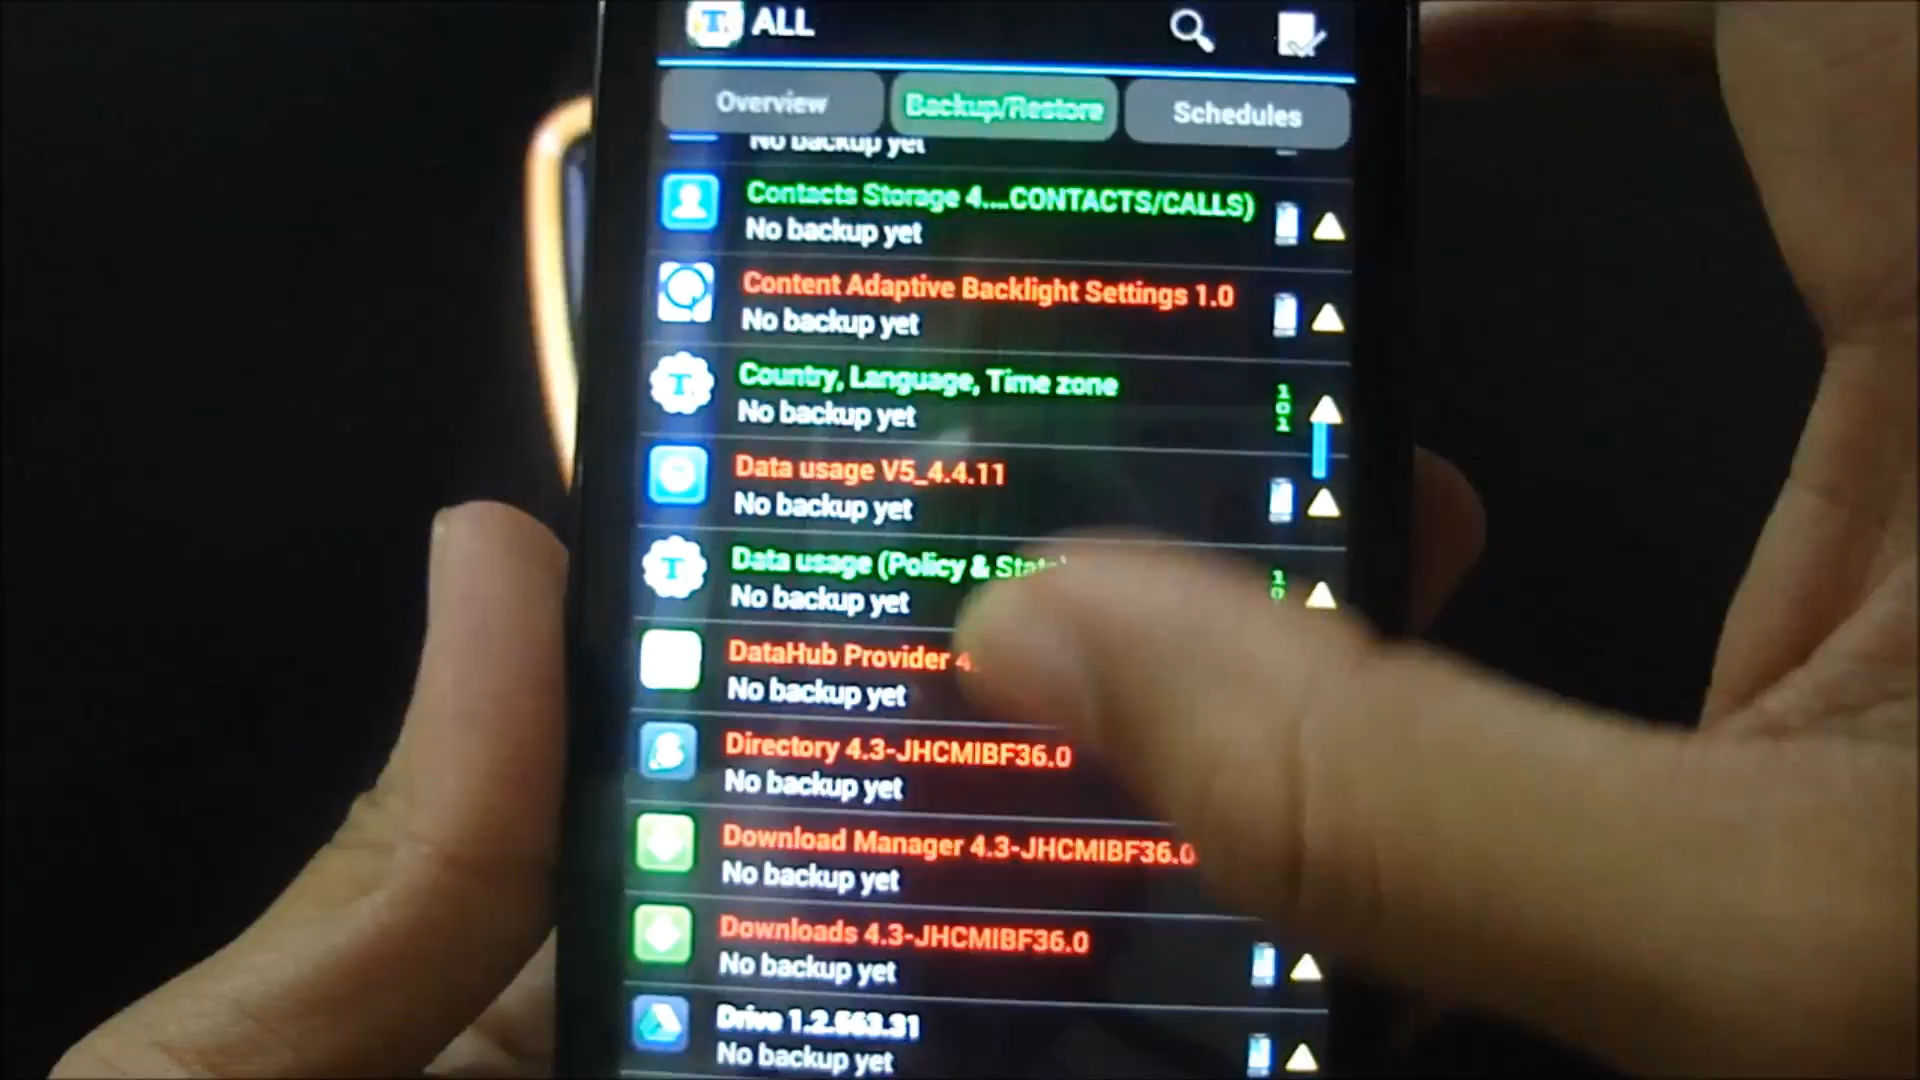 ALL
Overview
Backup/Restore
Schedules
No backup yet
Contacts Storage 4....CONTACTS/CALLS)
No backup yet
Content Adaptive Backlight Settings 1.0
No backup yet
Country, Language, Time zone
No backup yet
101
Data usage V5_4.4.11
No backup yet
Data usage (Policy &
No backup yet
10
DataHub Provider 4.
No backup yet
Directory 4.3-JHCMIBF36.0
No backup yet
Download Manager 4.3-JHCMIBF36.0
No backup yet
Downloads 4.3-JHCMIBF36.0
No backup yet
Drive 1.2.563.31
No backup yet